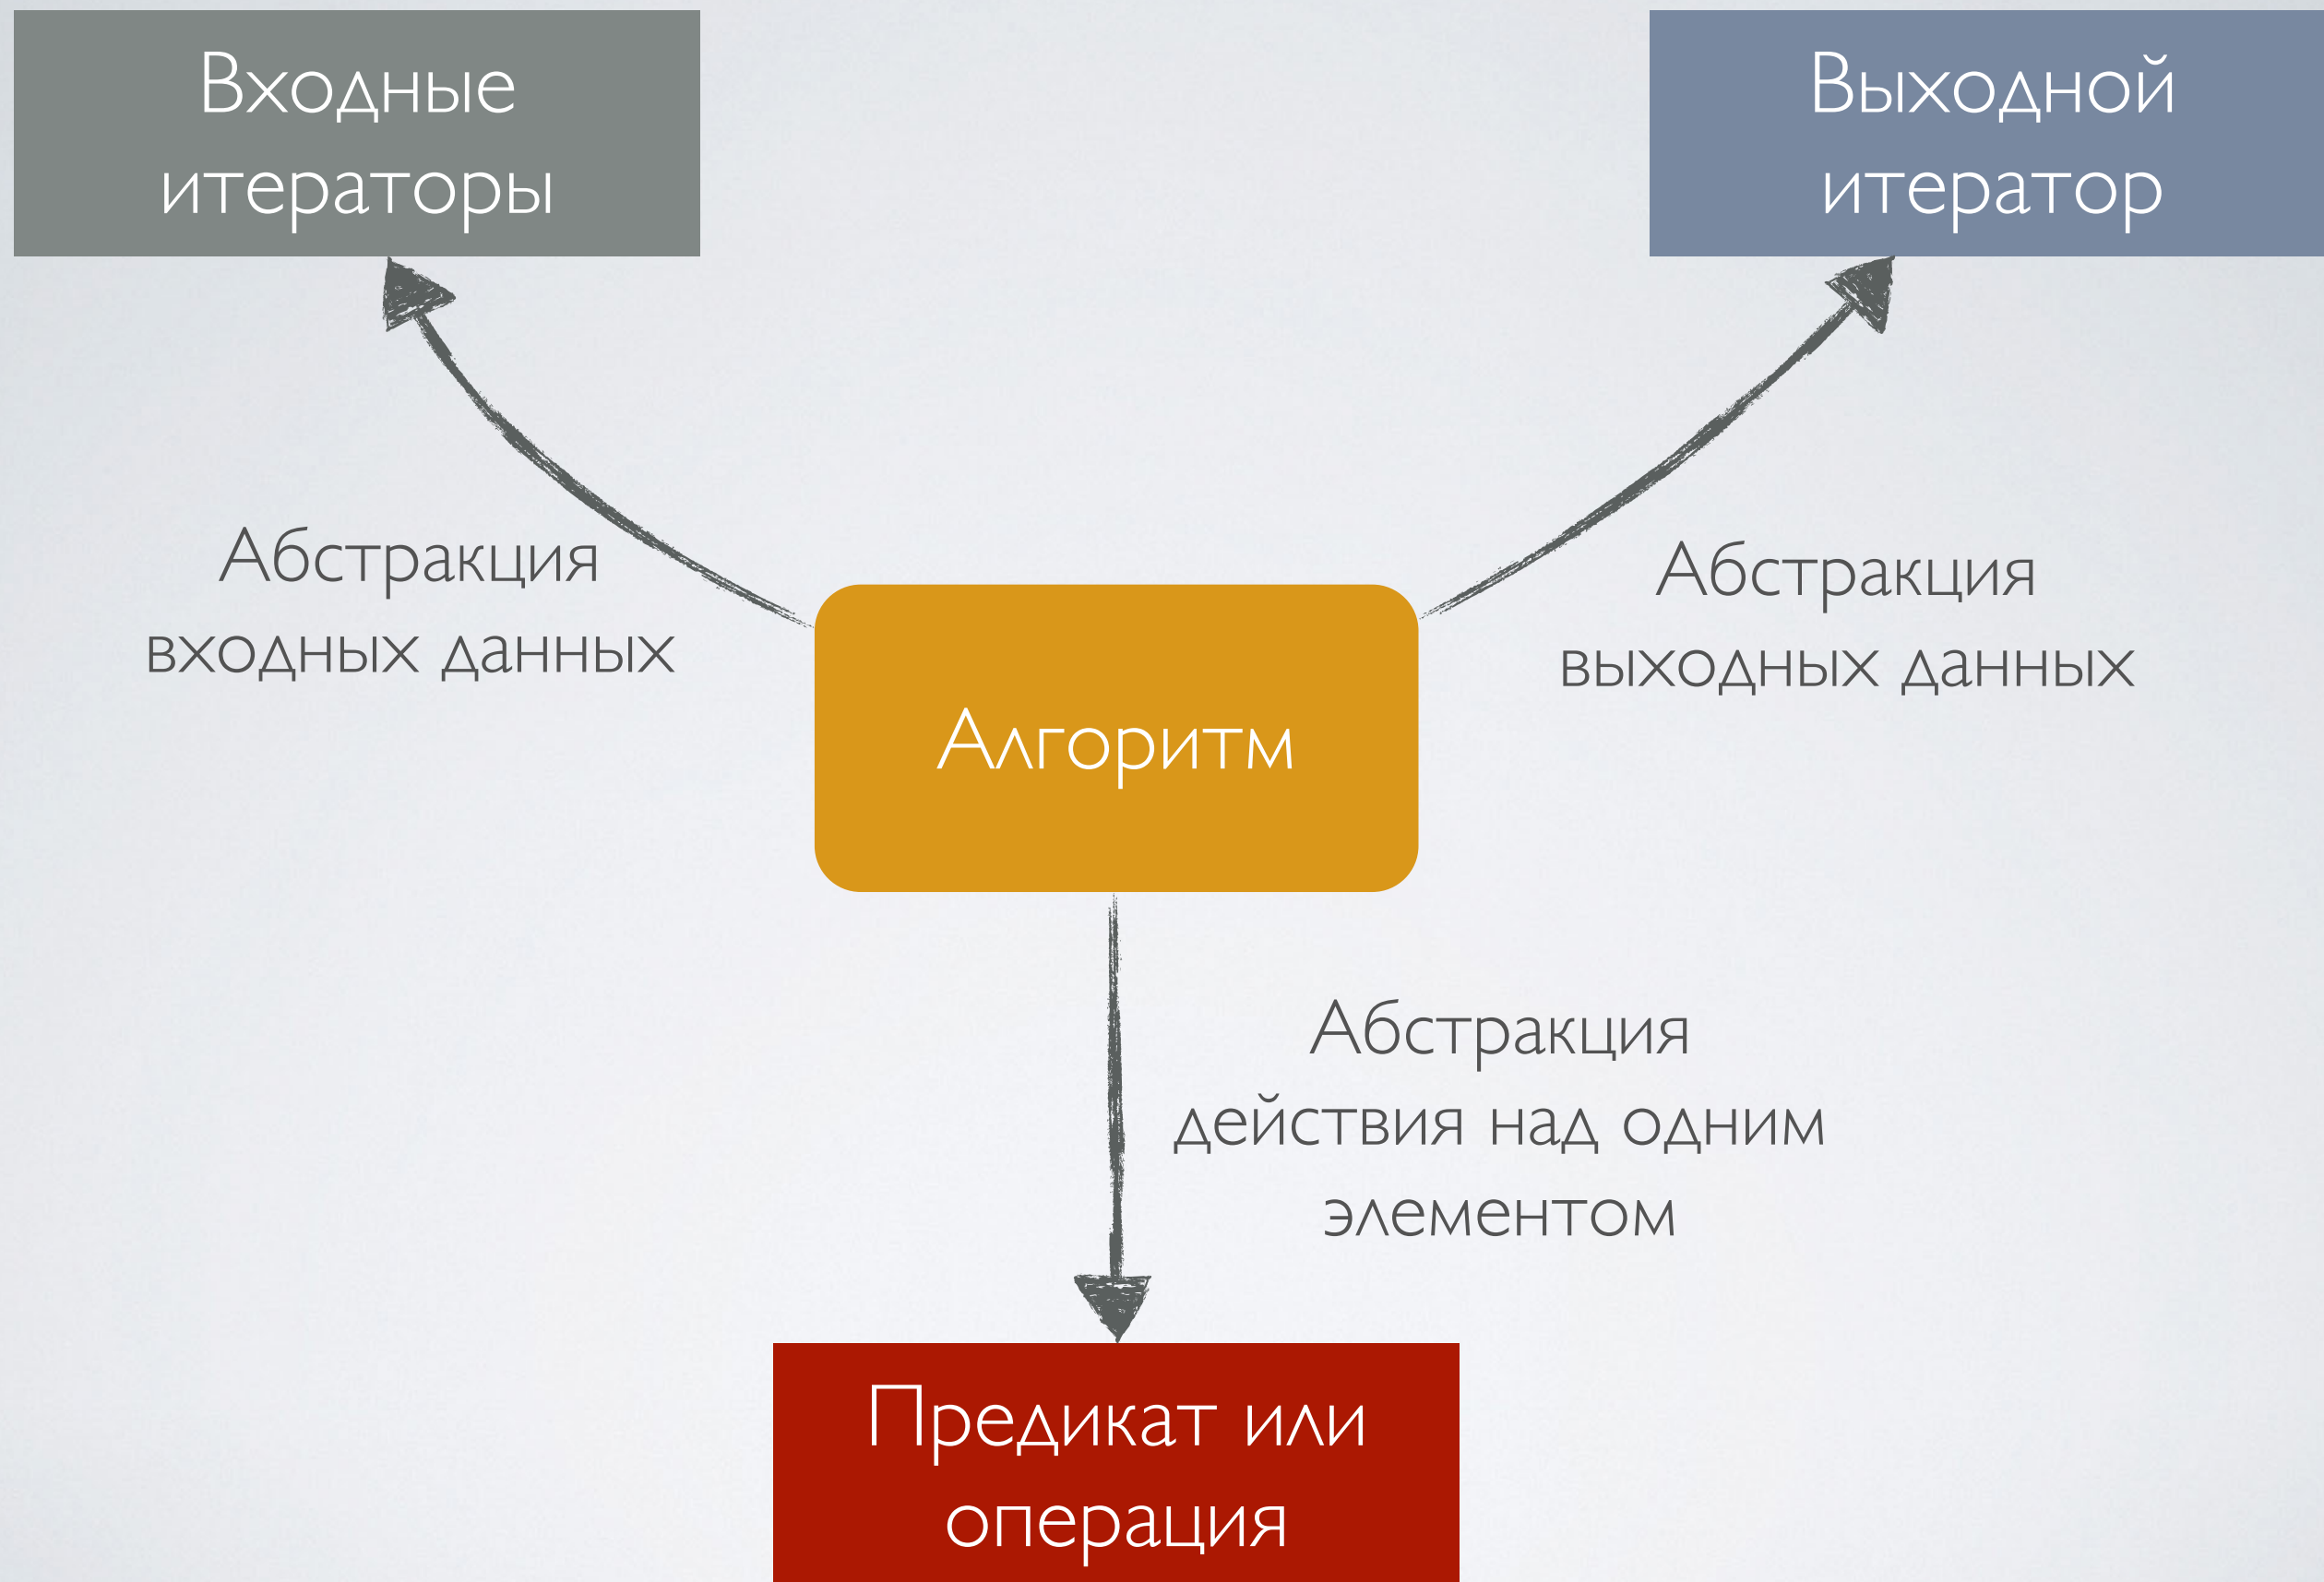 Входные
итераторы
Выходной
итератор
Абстракция
входных данных
Абстракция
выходных данных
Алгоритм
Абстракция
действия над одним
элементом
Предикат или
операция